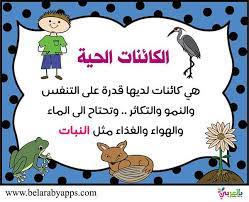 الكائنات الحية
هي كائنات لديها قدرة على التنفس
والنمو والتكاثر .. وتحتاج الى الماء
والهواء والغذاء مثل النبات
www.belarabyapps.com